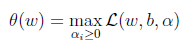 θ(w) = max_{α_i≥0} ℒ(w, b, α)